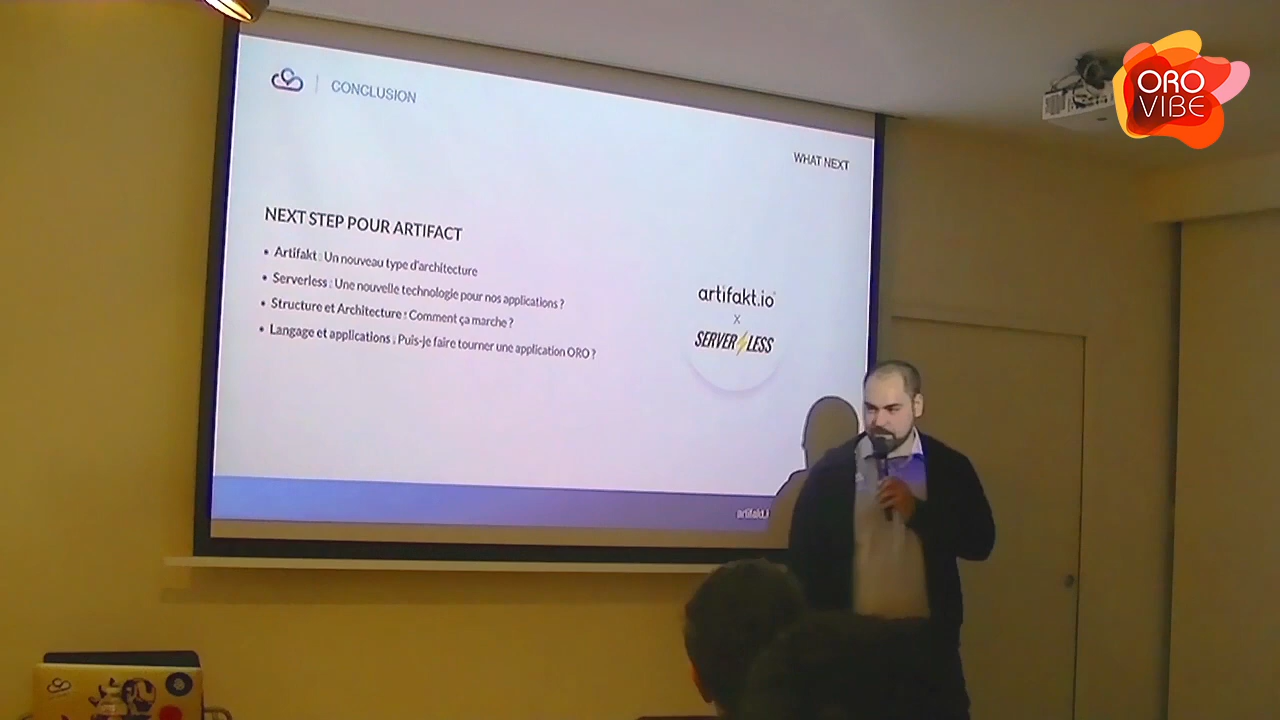 ORO
VIBE
CONCLUSION
WHAT NEXT
NEXT STEP POUR ARTIFACT
• Artifakt : Un nouveau type d'architecture
• Serverless : Une nouvelle technologie pour nos applications ?
• Structure et Architecture : Comment ça marche ?
• Langage et applications : Puis-je faire tourner une application ORO ?
artifakt.io
x
SERVERLESS